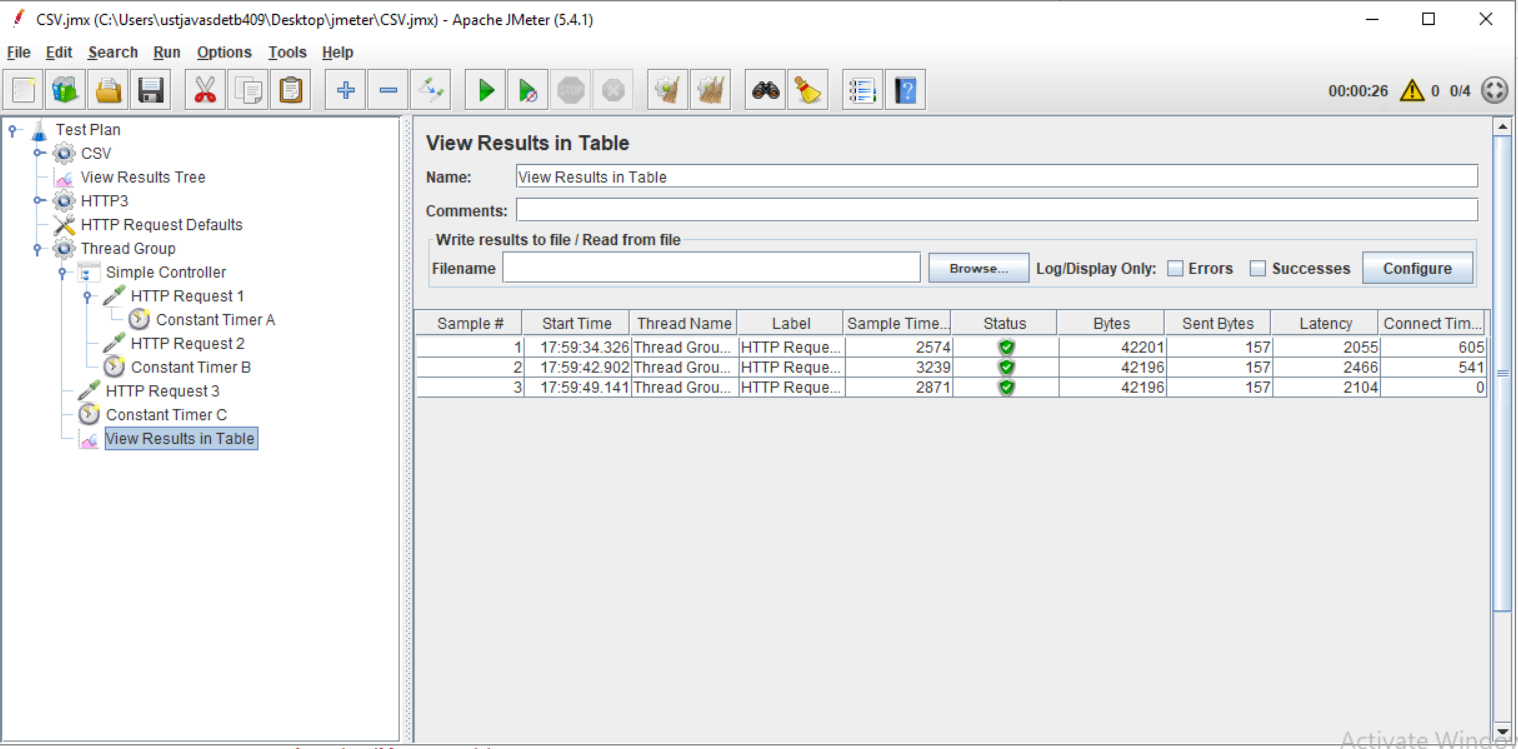 CSV.jmx (C:\Users\ustjavasdetb409\Desktop\jmeter\CSV.jmx) - Apache JMeter (5.4.1)
File Edit Search Run Options Tools Help
STOP
00:00:26 0 0/4
Test Plan
CSV
View Results Tree
HTTP3
HTTP Request Defaults
Thread Group
Simple Controller
HTTP Request 1
Constant Timer A
HTTP Request 2
Constant Timer B
HTTP Request 3
Constant Timer C
View Results in Table
View Results in Table
Name: View Results in Table
Comments:
Write results to file / Read from file
Filename Browse... Log/Display Only: Errors Successes Configure
Sample # Start Time Thread Name Label Sample Time... Status Bytes Sent Bytes Latency Connect Tim...
1 17:59:34.326 Thread Grou... HTTP Reque... 2574 42201 157 2055 605
2 17:59:42.902 Thread Grou... HTTP Reque... 3239 42196 157 2466 541
3 17:59:49.141 Thread Grou... HTTP Reque... 2871 42196 157 2104 0
Activate Windo